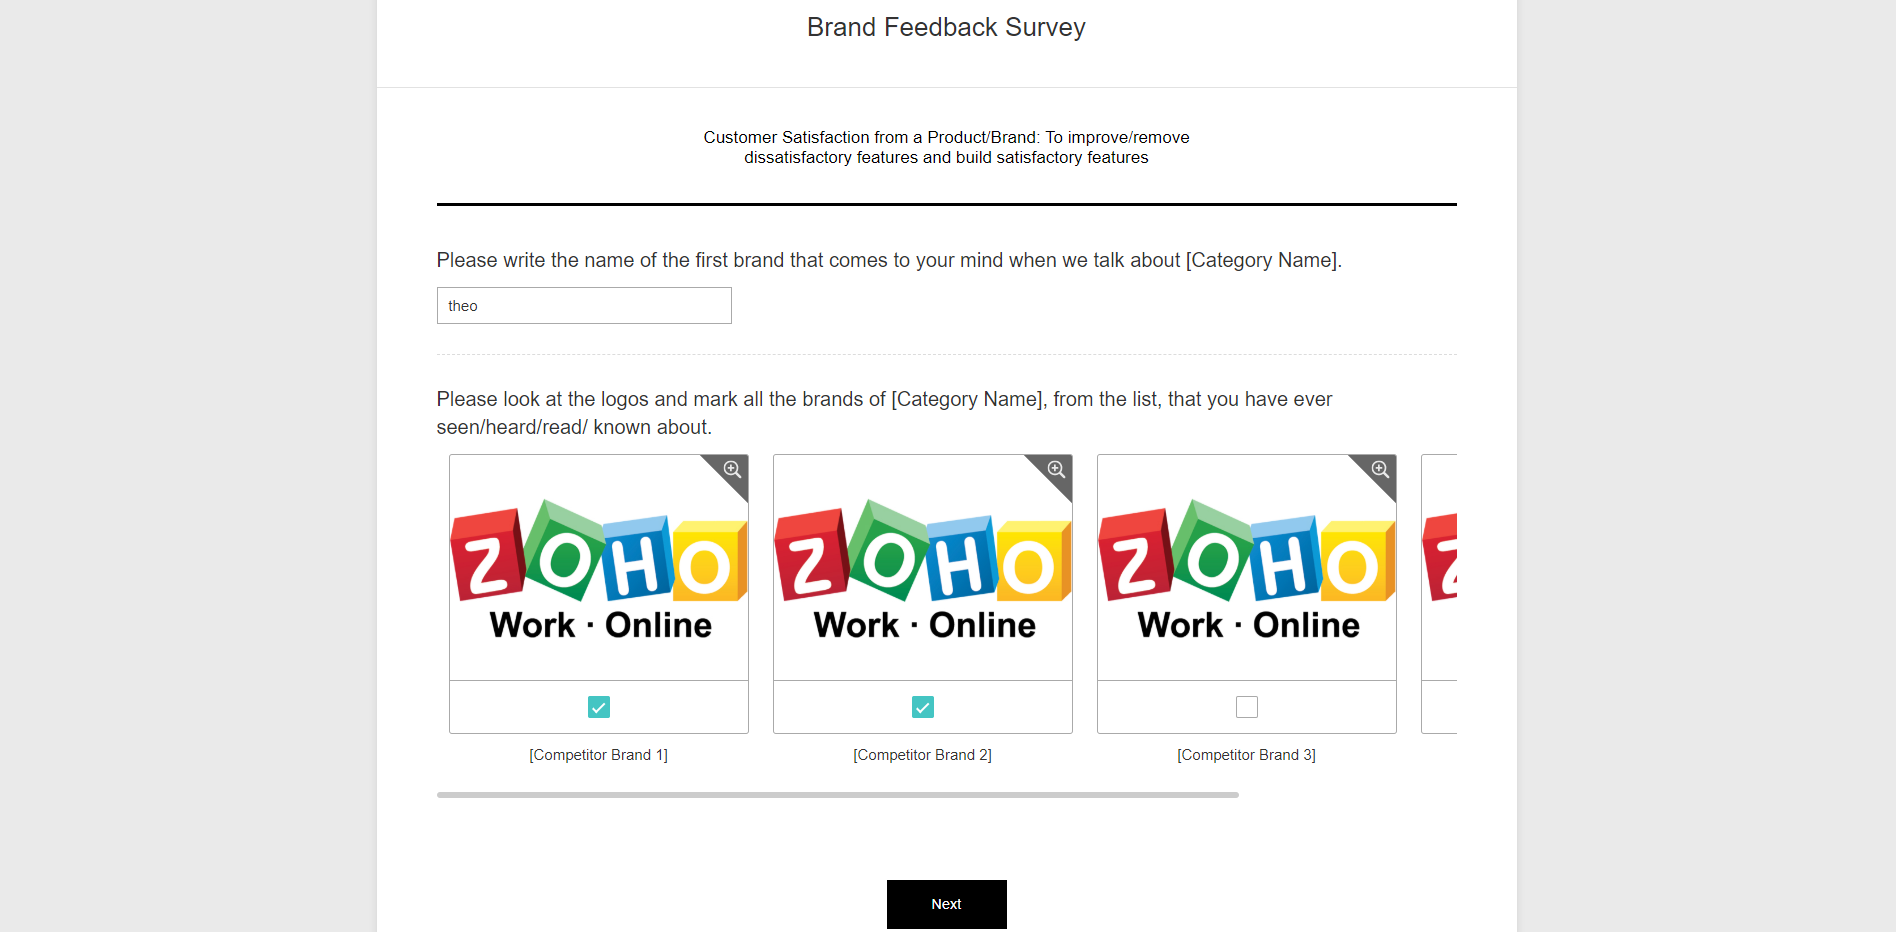 Brand Feedback Survey
Customer Satisfaction from a Product/Brand: To improve/remove
dissatisfactory features and build satisfactory features
Please write the name of the first brand that comes to your mind when we talk about [Category Name].
theo
Please look at the logos and mark all the brands of [Category Name], from the list, that you have ever
seen/heard/read/ known about.
ZOHO
Work · Online
[Competitor Brand 1]
ZOHO
Work · Online
[Competitor Brand 2]
ZOHO
Work · Online
[Competitor Brand 3]
Z
Next